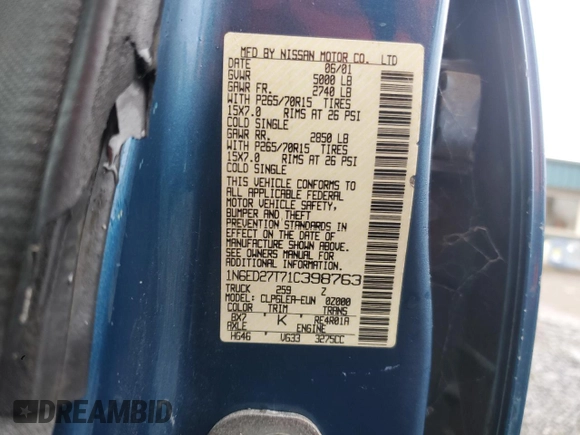 MFD BY NISSAN MOTOR CO. LTD
DATE 06/01
GVWR 5000 LB
GAWR FR. 2740 LB
WITH P265/70R15 TIRES
15X7.0 RIMS AT 26 PSI
COLD SINGLE
GAWR RR. 2850 LB
WITH P265/70R15 TIRES
15X7.0 RIMS AT 26 PSI
COLD SINGLE
THIS VEHICLE CONFORMS TO
ALL APPLICABLE FEDERAL
MOTOR VEHICLE SAFETY,
BUMPER AND THEFT
PREVENTION STANDARDS IN
EFFECT ON THE DATE OF
MANUFACTURE SHOWN ABOVE.
SEE OWNERS MANUAL FOR
ADDITIONAL INFORMATION
1N6ED27T71C398763
TRUCK 259 Z
MODEL: CLP6LEA-EUN 02000
COLOR TRIM TRANS
BX7 K RE4R01A
AXLE ENGINE
HG46 VG33 3275CC
DREAMBID